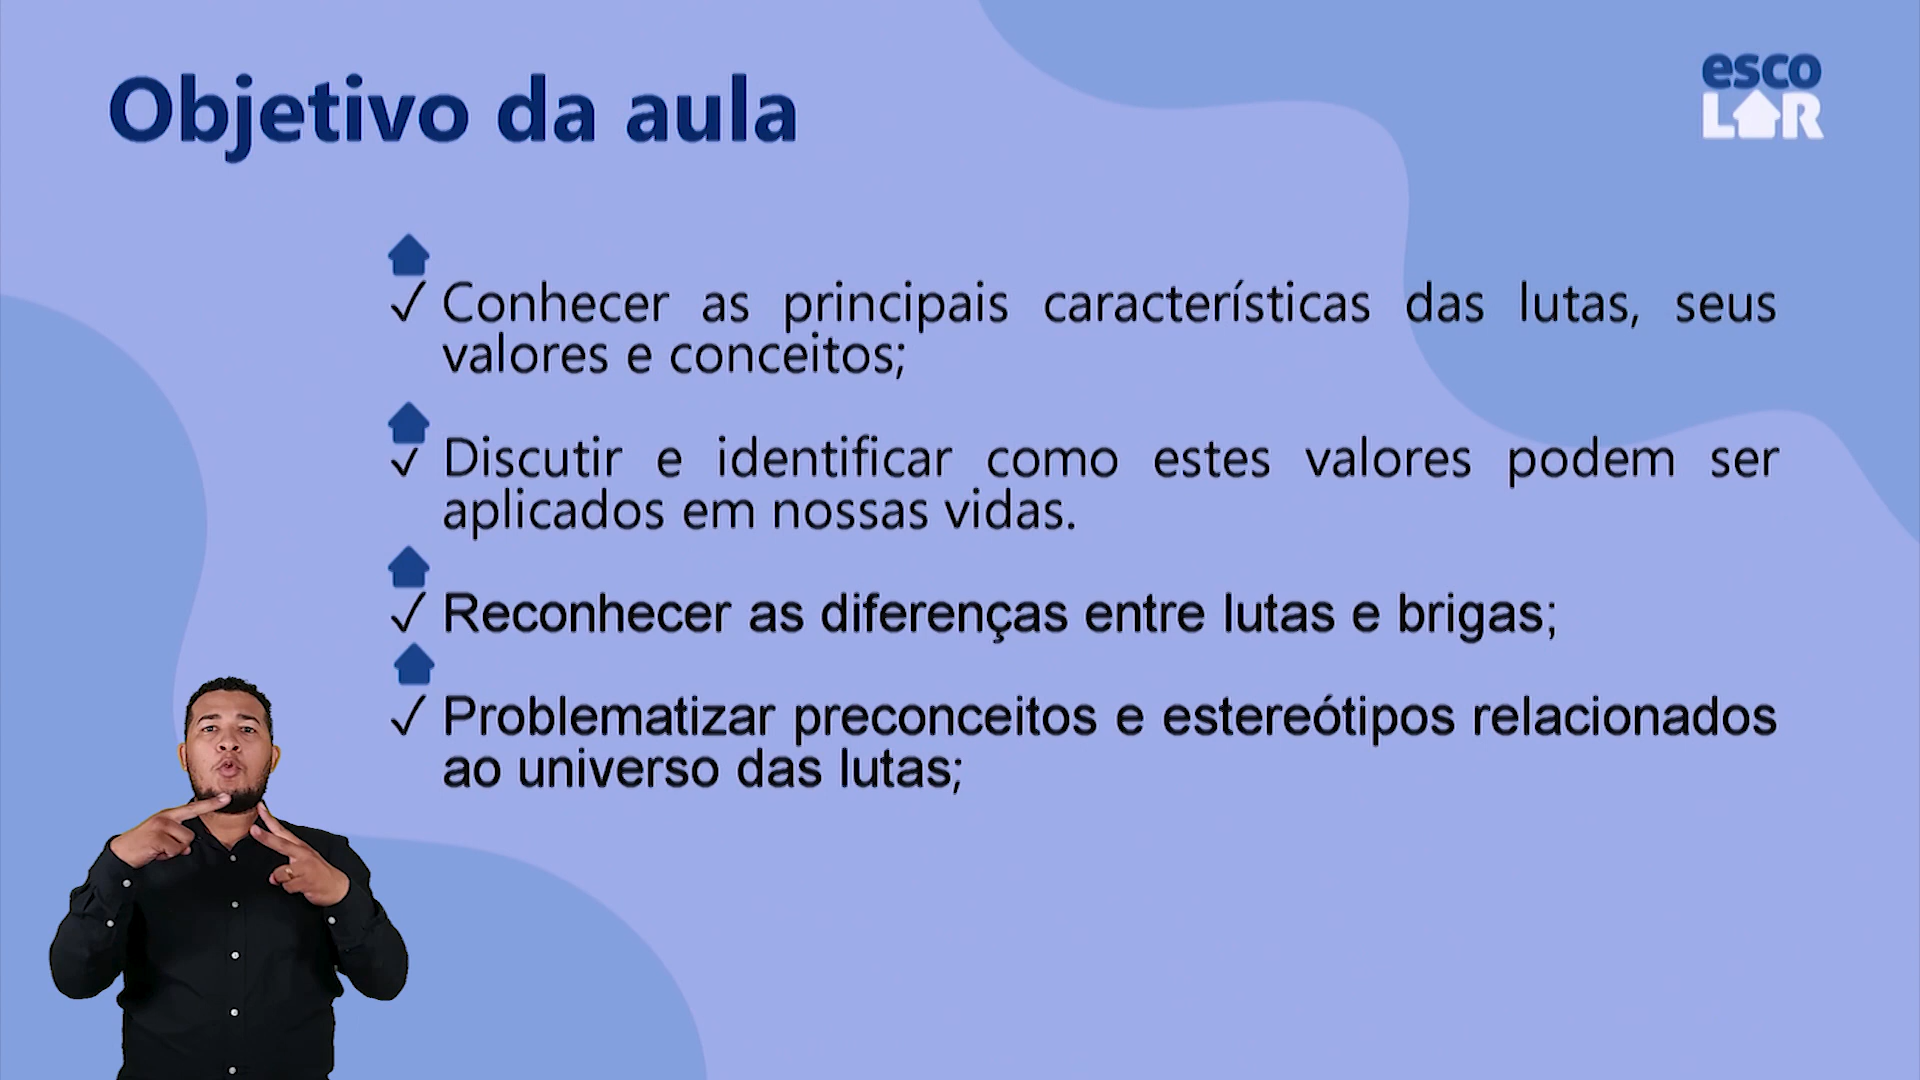 Objetivo da aula
esco
LAR
✓ Conhecer as principais características das lutas, seus
valores e conceitos;
✓ Discutir e identificar como estes valores podem ser
aplicados em nossas vidas.
✓ Reconhecer as diferenças entre lutas e brigas;
✓ Problematizar preconceitos e estereótipos relacionados
ao universo das lutas;